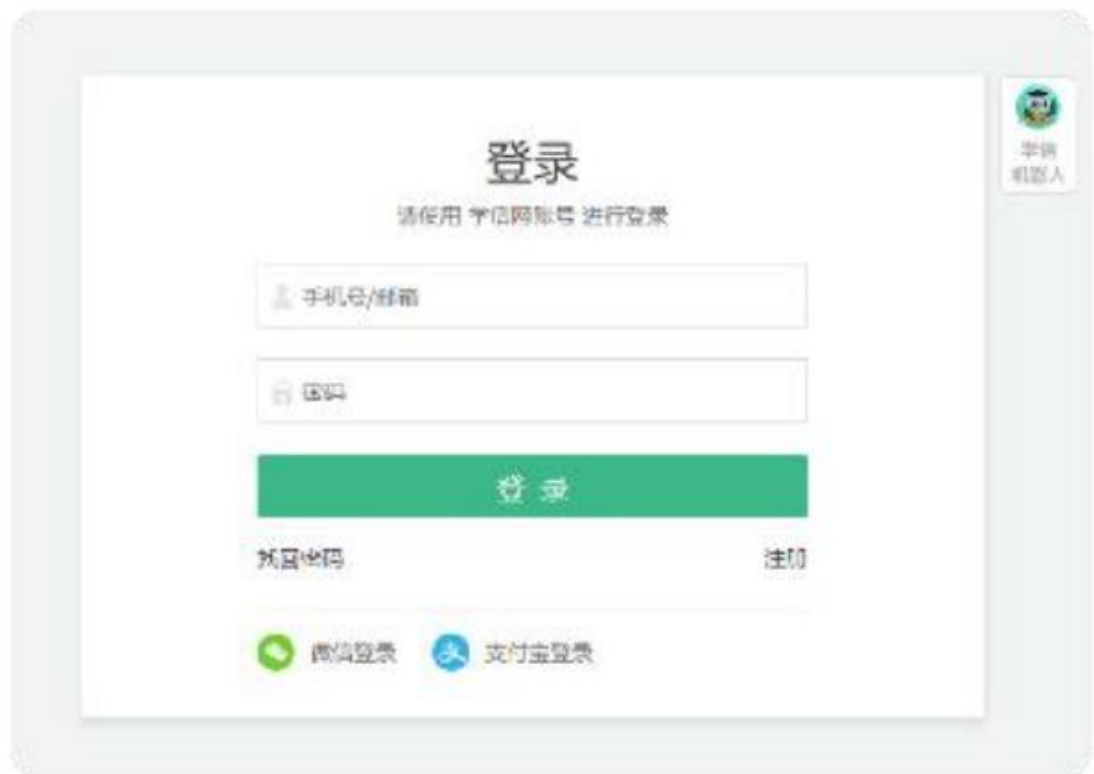 登录
请使用 学信网账号 进行登录
手机号/邮箱
密码
登 录
找回密码
注册
微信登录
支付宝登录
学信
机器人